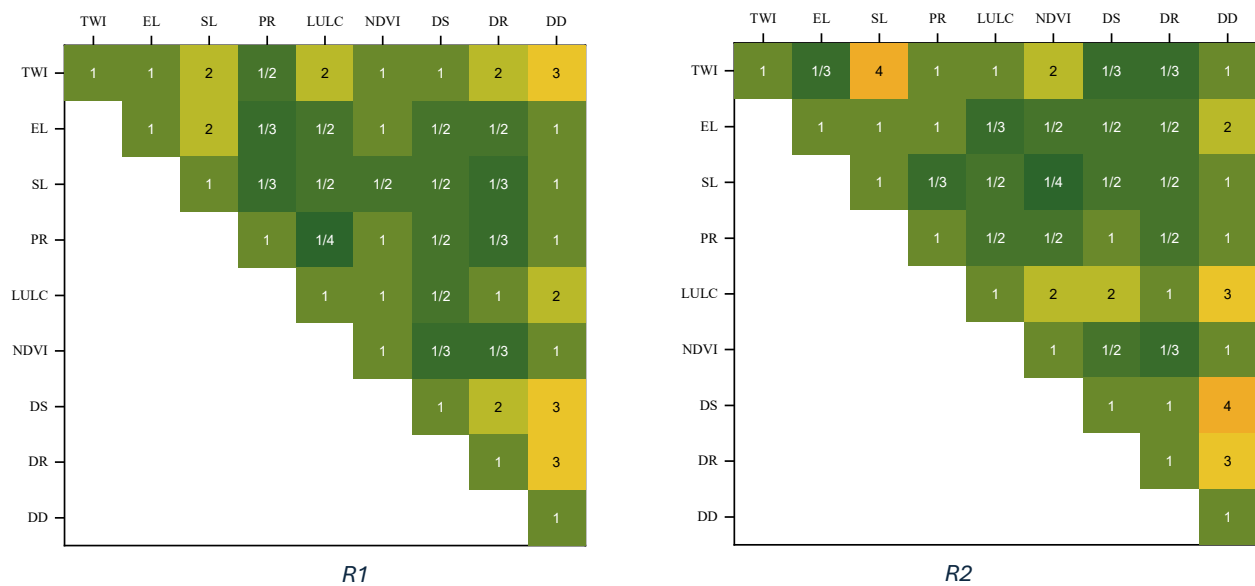 TWI EL SL PR LULC NDVI DS DR DD
TWI 1 1 2 1/2 2 1 1 2 3
EL 1 2 1/3 1/2 1 1/2 1/2 1
SL 1 1/3 1/2 1/2 1/2 1/3 1
PR 1 1/4 1 1/2 1/3 1
LULC 1 1 1/2 1 2
NDVI 1 1/3 1/3 1
DS 1 2 3
DR 1 3
DD 1
R1
TWI EL SL PR LULC NDVI DS DR DD
TWI 1 1/3 4 1 1 2 1/3 1/3 1
EL 1 1 1 1/3 1/2 1/2 1/2 2
SL 1 1/3 1/2 1/4 1/2 1/2 1
PR 1 1/2 1/2 1 1/2 1
LULC 1 2 2 1 3
NDVI 1 1/2 1/3 1
DS 1 1 4
DR 1 3
DD 1
R2